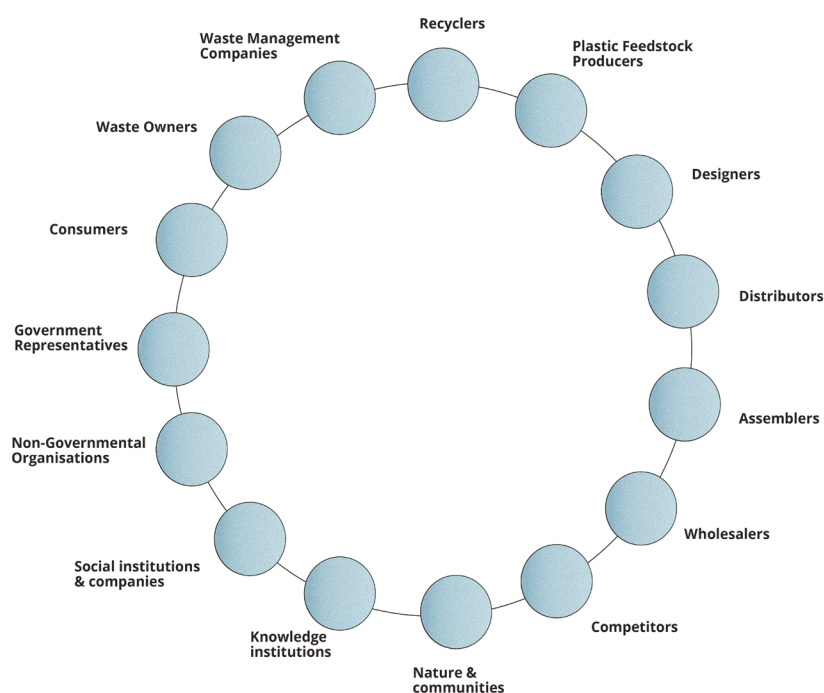 Recyclers
Waste Management
Companies
Plastic Feedstock
Producers
Waste Owners
Designers
Consumers
Distributors
Government
Representatives
Assemblers
Non-Governmental
Organisations
Wholesalers
Social institutions
& companies
Competitors
Knowledge
institutions
Nature &
communities